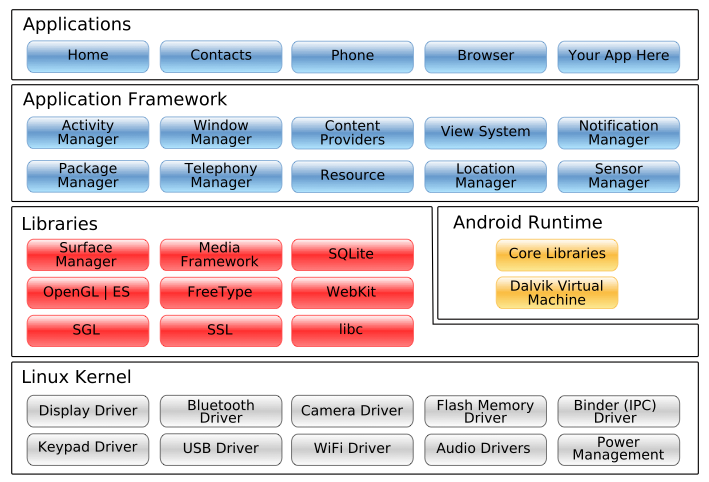 Applications
Home
Contacts
Phone
Browser
Your App Here
Application Framework
Activity
Manager
Window
Manager
Content
Providers
View System
Notification
Manager
Package
Manager
Telephony
Manager
Resource
Location
Manager
Sensor
Manager
Libraries
Surface
Manager
Media
Framework
SQLite
OpenGL | ES
FreeType
WebKit
SGL
SSL
libc
Android Runtime
Core Libraries
Dalvik Virtual
Machine
Linux Kernel
Display Driver
Bluetooth
Driver
Camera Driver
Flash Memory
Driver
Binder (IPC)
Driver
Keypad Driver
USB Driver
WiFi Driver
Audio Drivers
Power
Management